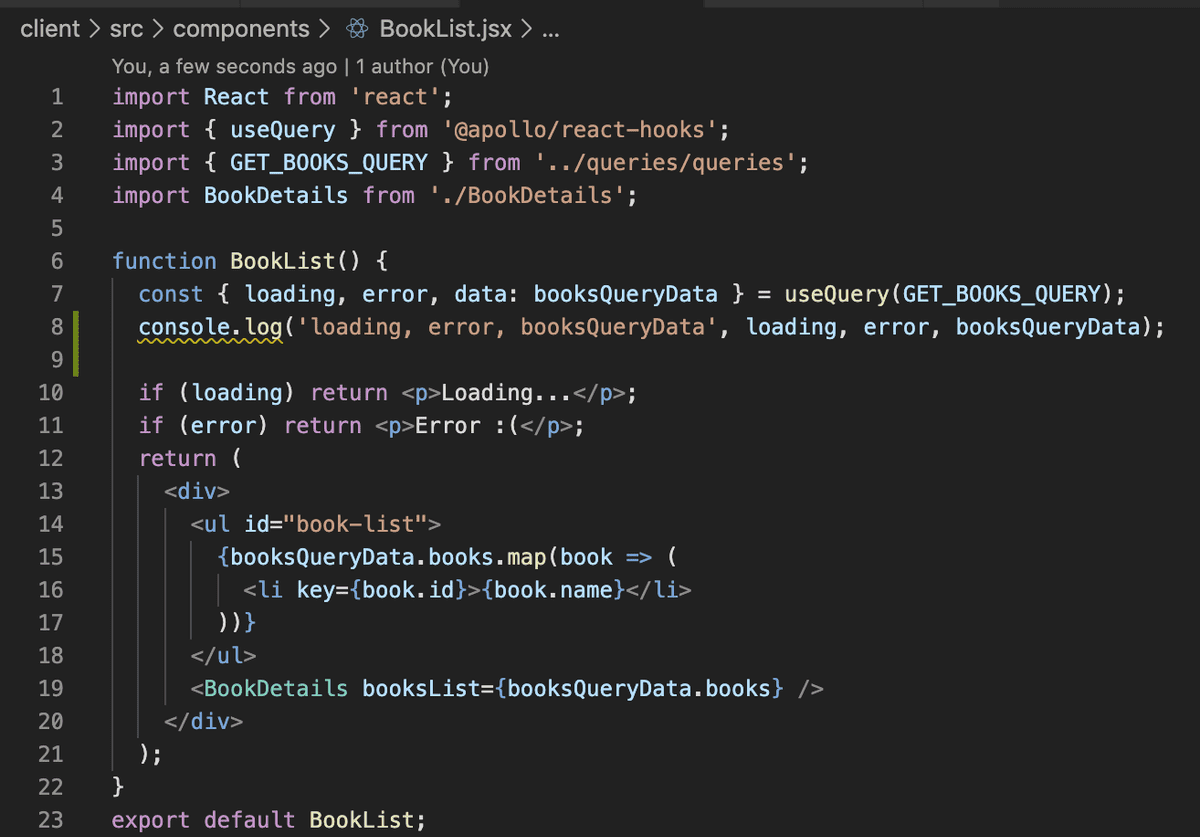 client > src > components > BookList.jsx > ...
You, a few seconds ago | 1 author (You)
1 import React from 'react';
2 import { useQuery } from '@apollo/react-hooks';
3 import { GET_BOOKS_QUERY } from '../queries/queries';
4 import BookDetails from './BookDetails';
5
6 function BookList() {
7   const { loading, error, data: booksQueryData } = useQuery(GET_BOOKS_QUERY);
8   console.log('loading, error, booksQueryData', loading, error, booksQueryData);
9
10   if (loading) return <p>Loading...</p>;
11   if (error) return <p>Error :(</p>;
12   return (
13     <div>
14       <ul id="book-list">
15         {booksQueryData.books.map(book => (
16           <li key={book.id}>{book.name}</li>
17         ))}
18       </ul>
19       <BookDetails booksList={booksQueryData.books} />
20     </div>
21   );
22 }
23 export default BookList;